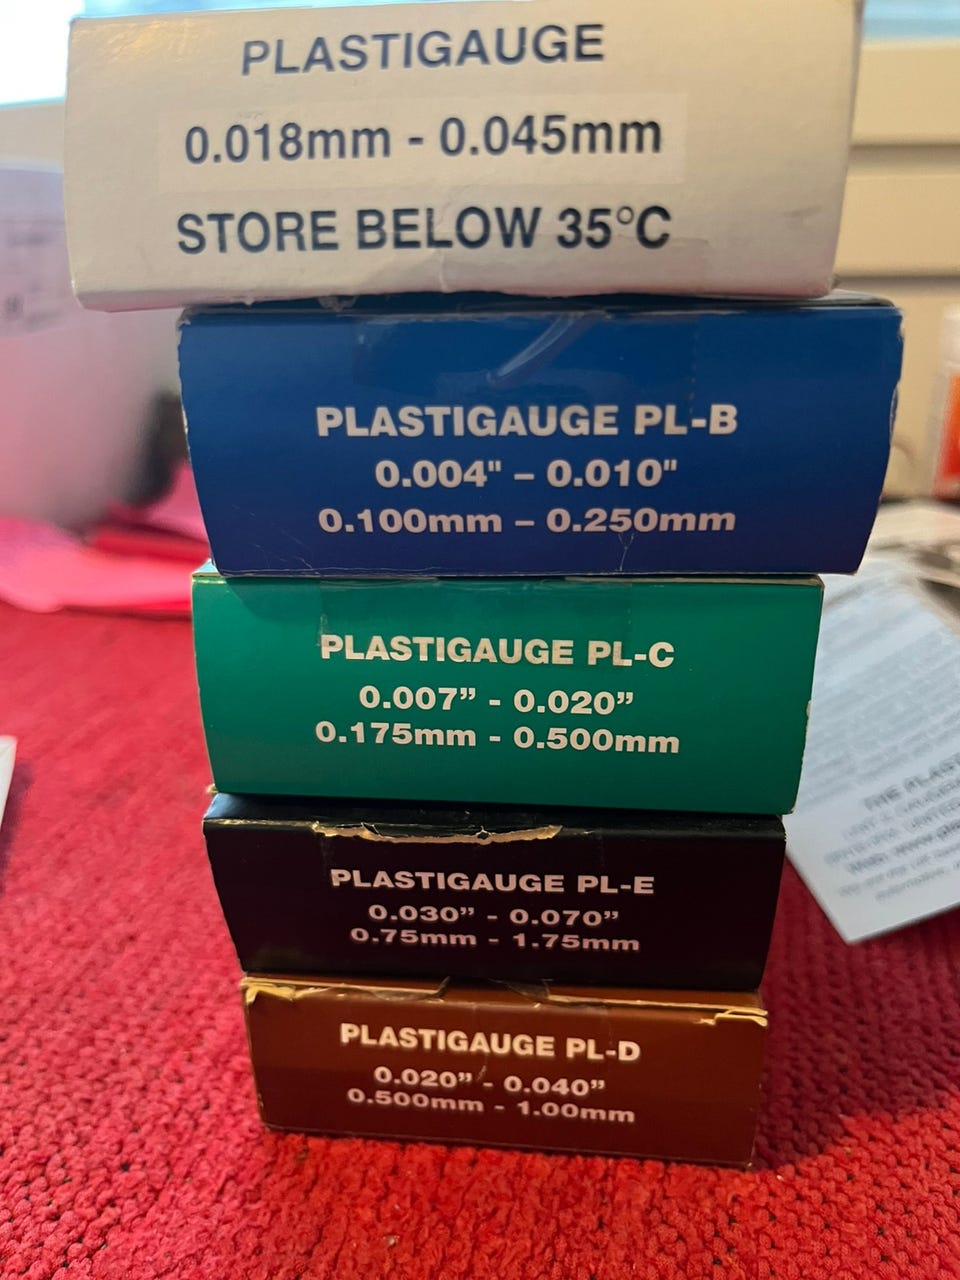 PLASTIGAUGE
0.018mm - 0.045mm
STORE BELOW 35°C
PLASTIGAUGE PL-B
0.004" – 0.010"
0.100mm – 0.250mm
PLASTIGAUGE PL-C
0.007” - 0.020”
0.175mm - 0.500mm
PLASTIGAUGE PL-E
0.030” - 0.070”
0.75mm - 1.75mm
PLASTIGAUGE PL-D
0.020” - 0.040”
0.500mm - 1.00mm
THE PLAS